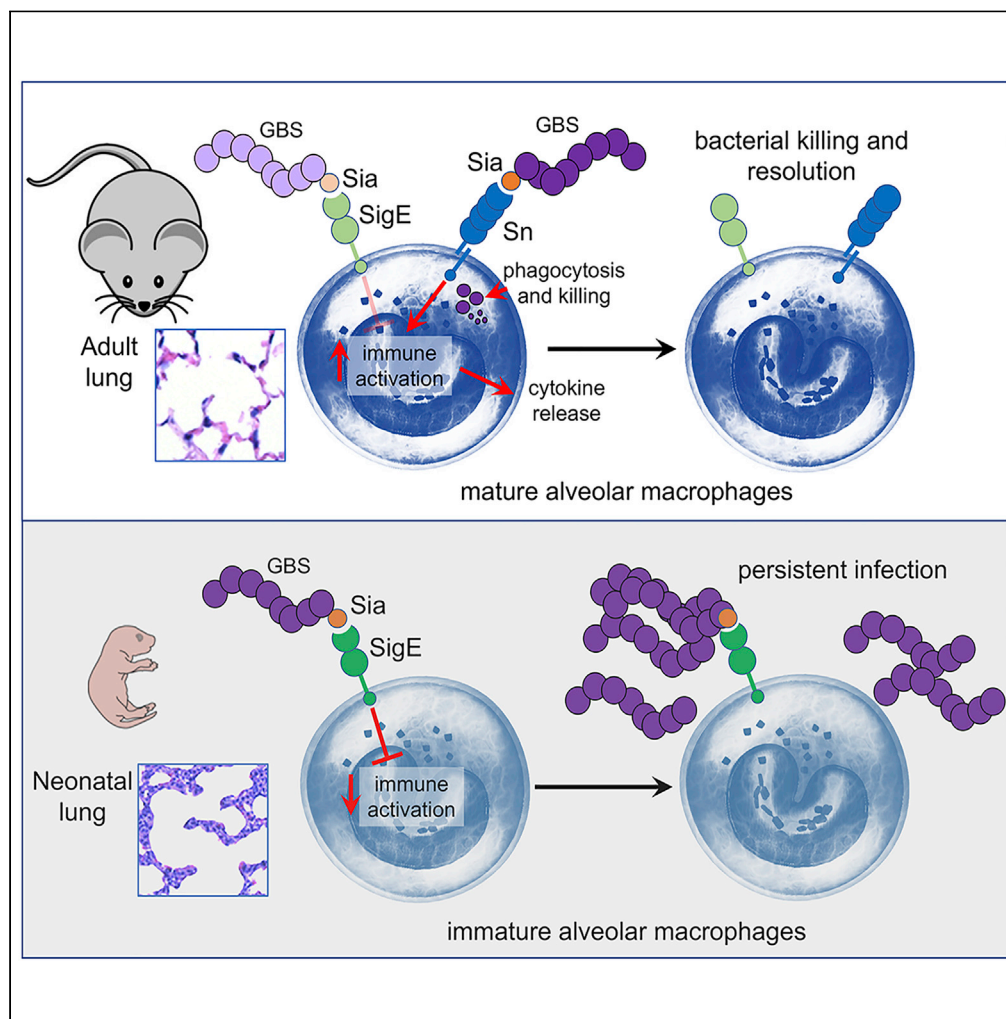 GBS
Sia
SigE
GBS
Sia
Sn
phagocytosis
and killing
immune
activation
cytokine
release
bacterial killing and
resolution
Adult
lung
mature alveolar macrophages
GBS
Sia
SigE
immune
activation
persistent infection
Neonatal
lung
immature alveolar macrophages